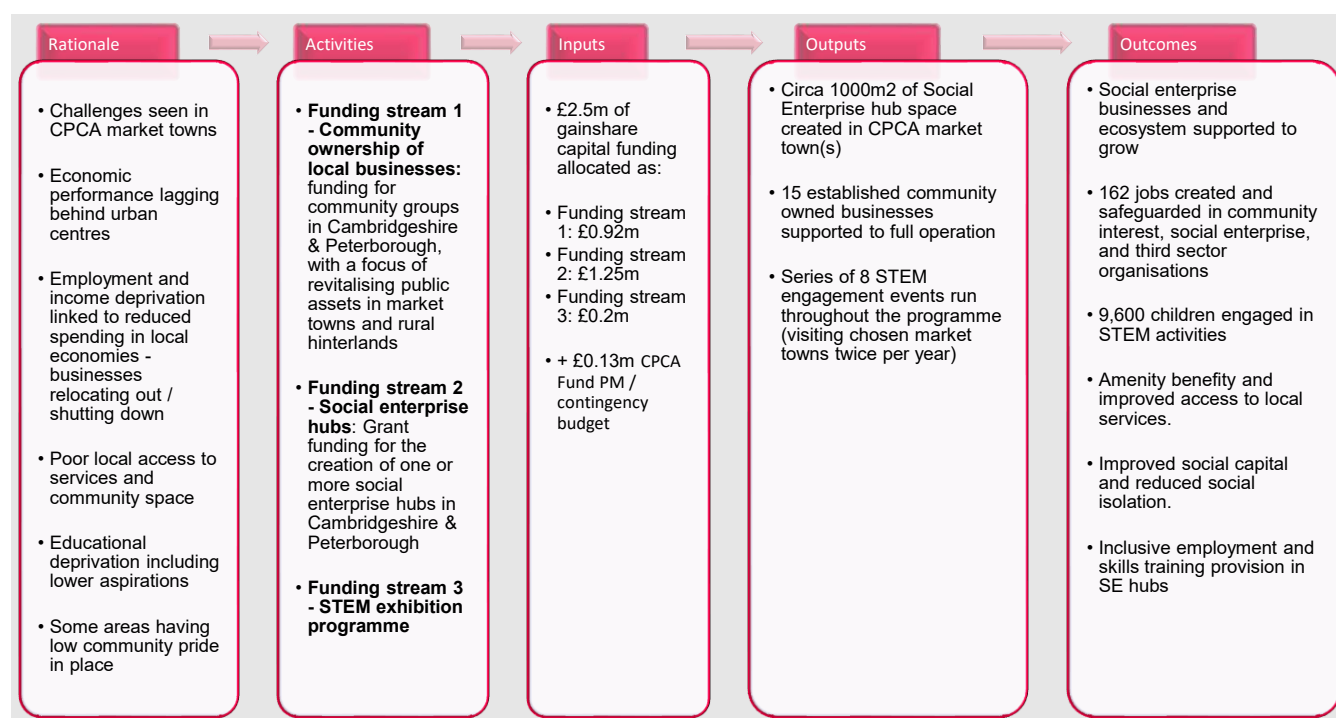 Rationale
• Challenges seen in
CPCA market towns
• Economic
performance lagging
behind urban
centres
• Employment and
income deprivation
linked to reduced
spending in local
economies -
businesses
relocating out /
shutting down
• Poor local access to
services and
community space
• Educational
deprivation including
lower aspirations
• Some areas having
low community pride
in place
Activities
• Funding stream 1
- Community
ownership of
local businesses:
funding for
community groups
in Cambridgeshire
& Peterborough,
with a focus of
revitalising public
assets in market
towns and rural
hinterlands
• Funding stream 2
- Social enterprise
hubs: Grant
funding for the
creation of one or
more social
enterprise hubs in
Cambridgeshire &
Peterborough
• Funding stream 3
- STEM exhibition
programme
Inputs
• £2.5m of
gainshare
capital funding
allocated as:
• Funding stream
1: £0.92m
• Funding stream
2: £1.25m
• Funding stream
3: £0.2m
• + £0.13m CPCA
Fund PM /
contingency
budget
Outputs
• Circa 1000m2 of Social
Enterprise hub space
created in CPCA market
town(s)
• 15 established community
owned businesses
supported to full operation
• Series of 8 STEM
engagement events run
throughout the programme
(visiting chosen market
towns twice per year)
Outcomes
• Social enterprise
businesses and
ecosystem supported to
grow
• 162 jobs created and
safeguarded in community
interest, social enterprise,
and third sector
organisations
• 9,600 children engaged in
STEM activities
• Amenity benefit and
improved access to local
services.
• Improved social capital
and reduced social
isolation.
• Inclusive employment and
skills training provision in
SE hubs